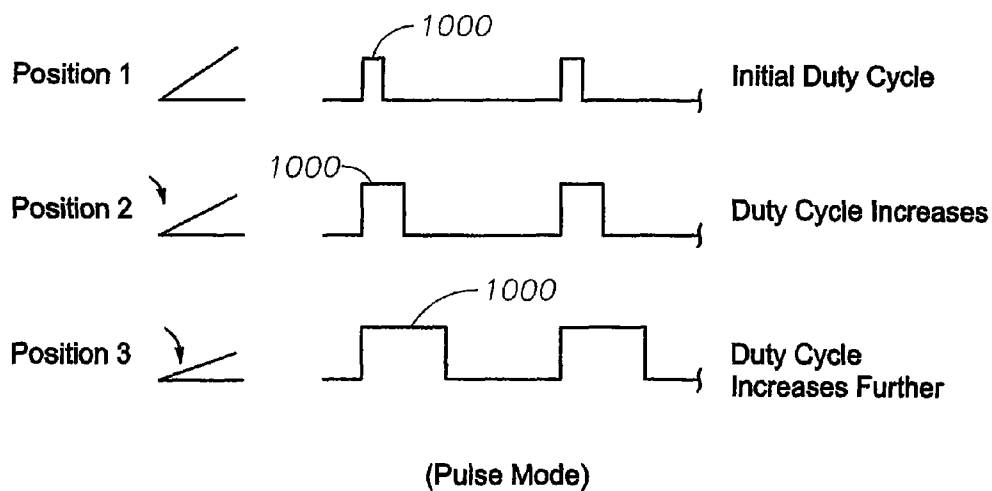 1000
Position 1
Initial Duty Cycle
1000
Position 2
Duty Cycle Increases
1000
Position 3
Duty Cycle
Increases Further
(Pulse Mode)